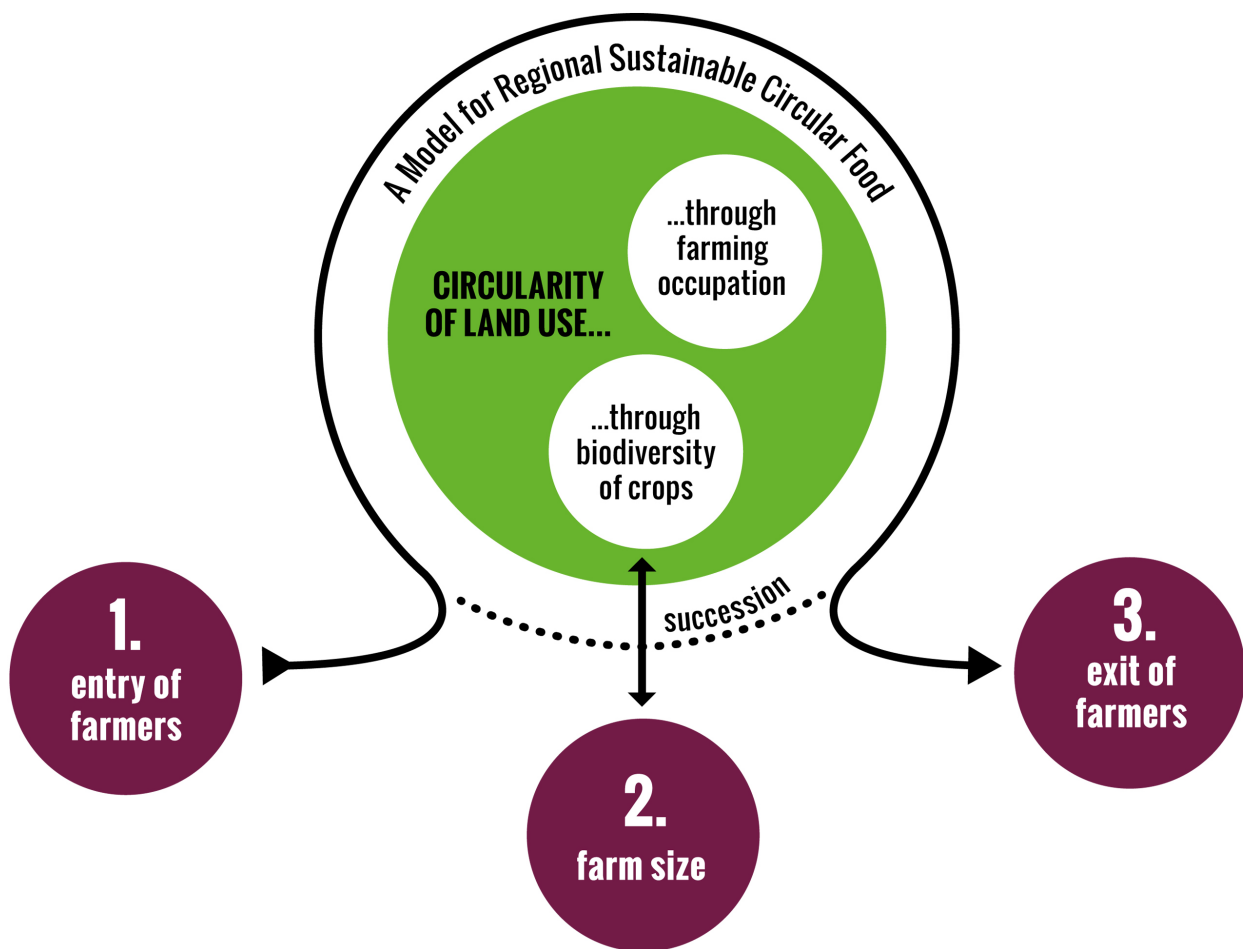 A Model for Regional Sustainable Circular Food
...through
farming
occupation
CIRCULARITY
OF LAND USE...
...through
biodiversity
of crops
succession
1.
entry of
farmers
2.
farm size
3.
exit of
farmers